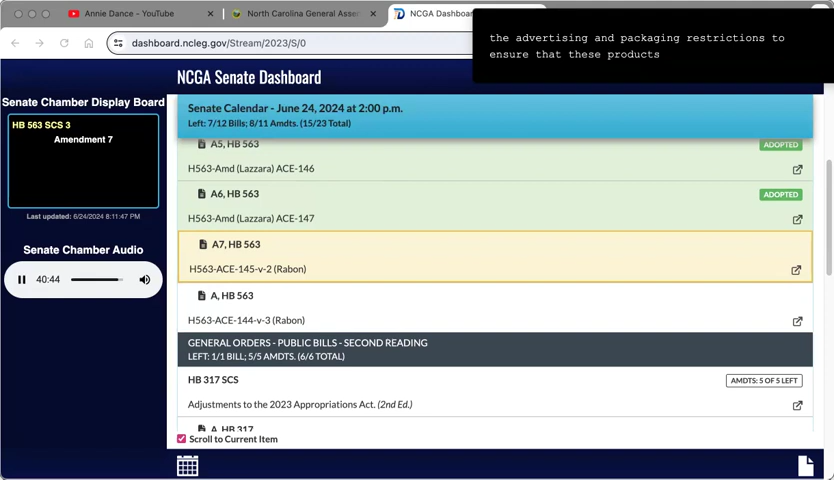 Annie Dance - YouTube
North Carolina General Assem
NCGA Dashboa
dashboard.ncleg.gov/Stream/2023/S/0
the advertising and packaging restrictions to
ensure that these products
NCGA Senate Dashboard
Senate Chamber Display Board
HB 563 SCS 3
Amendment 7
Last updated: 6/24/2024 8:11:47 PM
Senate Chamber Audio
40:44
Senate Calendar - June 24, 2024 at 2:00 p.m.
Left: 7/12 Bills; 8/11 Amdts. (15/23 Total)
A5, HB 563
ADOPTED
H563-Amd (Lazzara) ACE-146
A6, HB 563
ADOPTED
H563-Amd (Lazzara) ACE-147
A7, HB 563
H563-ACE-145-v-2 (Rabon)
A, HB 563
H563-ACE-144-v-3 (Rabon)
GENERAL ORDERS - PUBLIC BILLS - SECOND READING
LEFT: 1/1 BILL; 5/5 AMDTS. (6/6 TOTAL)
HB 317 SCS
AMDTS: 5 OF 5 LEFT
Adjustments to the 2023 Appropriations Act. (2nd Ed.)
A, HB 317
Scroll to Current Item